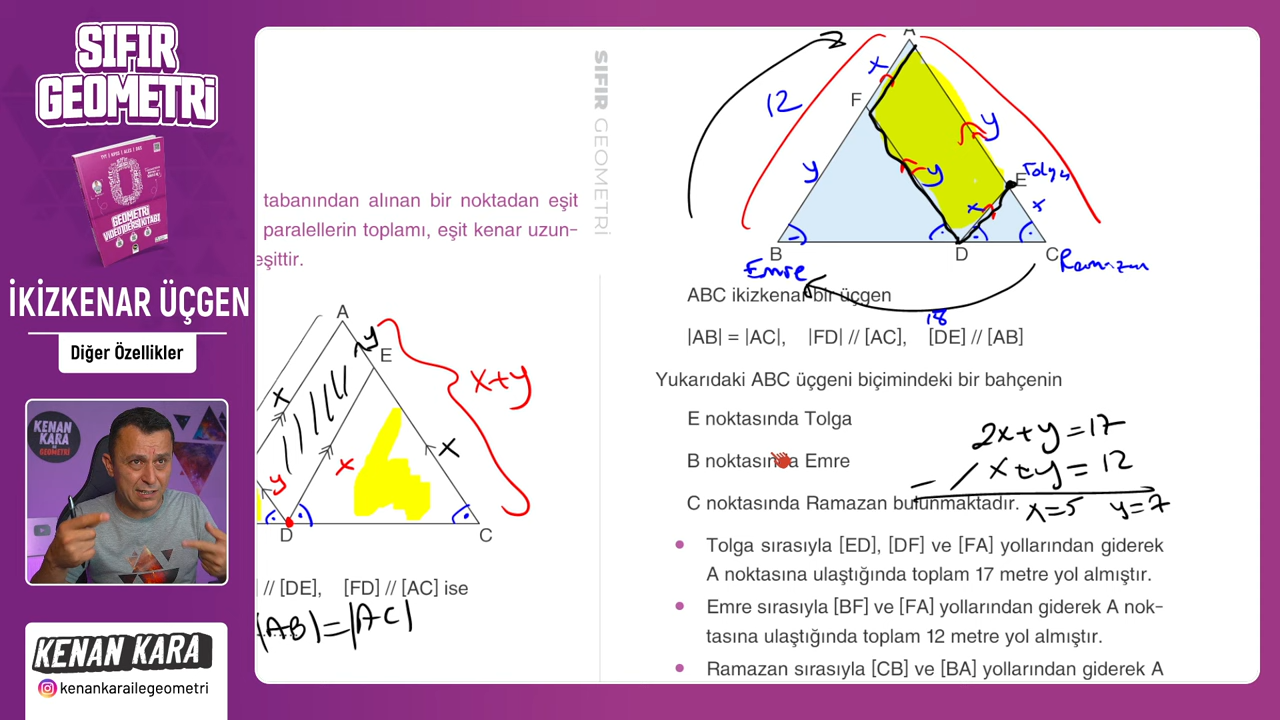 SIFIR
GEOMETRİ
GEOMETRİ
VİDEO DERS KİTABI
İKİZKENAR ÜÇGEN
Diğer Özellikler
KENAN
KARA
KENAN KARA
kenankarailegeometri
SIFIR GEOMETRİ
tabanından alınan bir noktadan eşit
paralellerin toplamı, eşit kenar uzun-
eşittir.
A
y
E
x
x+y
x
x
y
D
C
// [DE], [FD] // [AC] ise
|AB|=|AC|
A
x
12
F
y
y
y
E
Tolga
x
x
B
D
C
Ramazan
Emre
18
ABC ikizkenar bir üçgen
|AB| = |AC|, |FD| // [AC], [DE] // [AB]
Yukarıdaki ABC üçgeni biçimindeki bir bahçenin
E noktasında Tolga
B noktasında Emre
C noktasında Ramazan bulunmaktadır.
2x+y=17
x+y=12
x=5 y=7
• Tolga sırasıyla [ED], [DF] ve [FA] yollarından giderek
A noktasına ulaştığında toplam 17 metre yol almıştır.
• Emre sırasıyla [BF] ve [FA] yollarından giderek A nok-
tasına ulaştığında toplam 12 metre yol almıştır.
• Ramazan sırasıyla [CB] ve [BA] yollarından giderek A